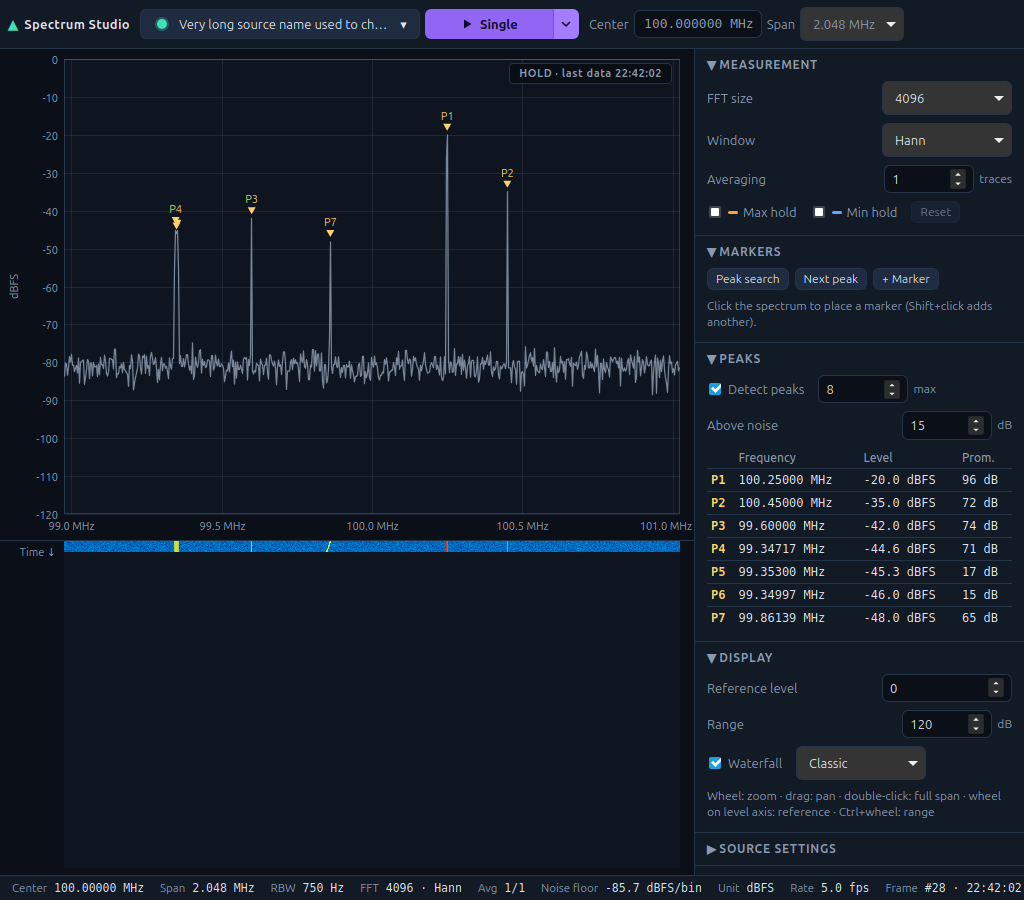 ▲ Spectrum Studio
Very long source name used to ch… ▼
▶ Single
Center 100.000000 MHz
Span 2.048 MHz
HOLD · last data 22:42:02
0
-10
-20
-30
-40
-50
-60
-70
-80
-90
-100
-110
-120
dBFS
P1
P2
P3
P4
P7
99.0 MHz
99.5 MHz
100.0 MHz
100.5 MHz
101.0 MHz
Time ↓
▼ MEASUREMENT
FFT size 4096
Window Hann
Averaging 1 traces
Max hold Min hold Reset
▼ MARKERS
Peak search Next peak + Marker
Click the spectrum to place a marker (Shift+click adds
another).
▼ PEAKS
Detect peaks 8 max
Above noise 15 dB
Frequency Level Prom.
P1 100.25000 MHz -20.0 dBFS 96 dB
P2 100.45000 MHz -35.0 dBFS 72 dB
P3 99.60000 MHz -42.0 dBFS 74 dB
P4 99.34717 MHz -44.6 dBFS 71 dB
P5 99.35300 MHz -45.3 dBFS 17 dB
P6 99.34997 MHz -46.0 dBFS 15 dB
P7 99.86139 MHz -48.0 dBFS 65 dB
▼ DISPLAY
Reference level 0
Range 120 dB
Waterfall Classic
Wheel: zoom · drag: pan · double-click: full span · wheel
on level axis: reference · Ctrl+wheel: range
▶ SOURCE SETTINGS
Center 100.00000 MHz Span 2.048 MHz RBW 750 Hz FFT 4096 · Hann Avg 1/1 Noise floor -85.7 dBFS/bin Unit dBFS Rate 5.0 fps Frame #28 · 22:42:02